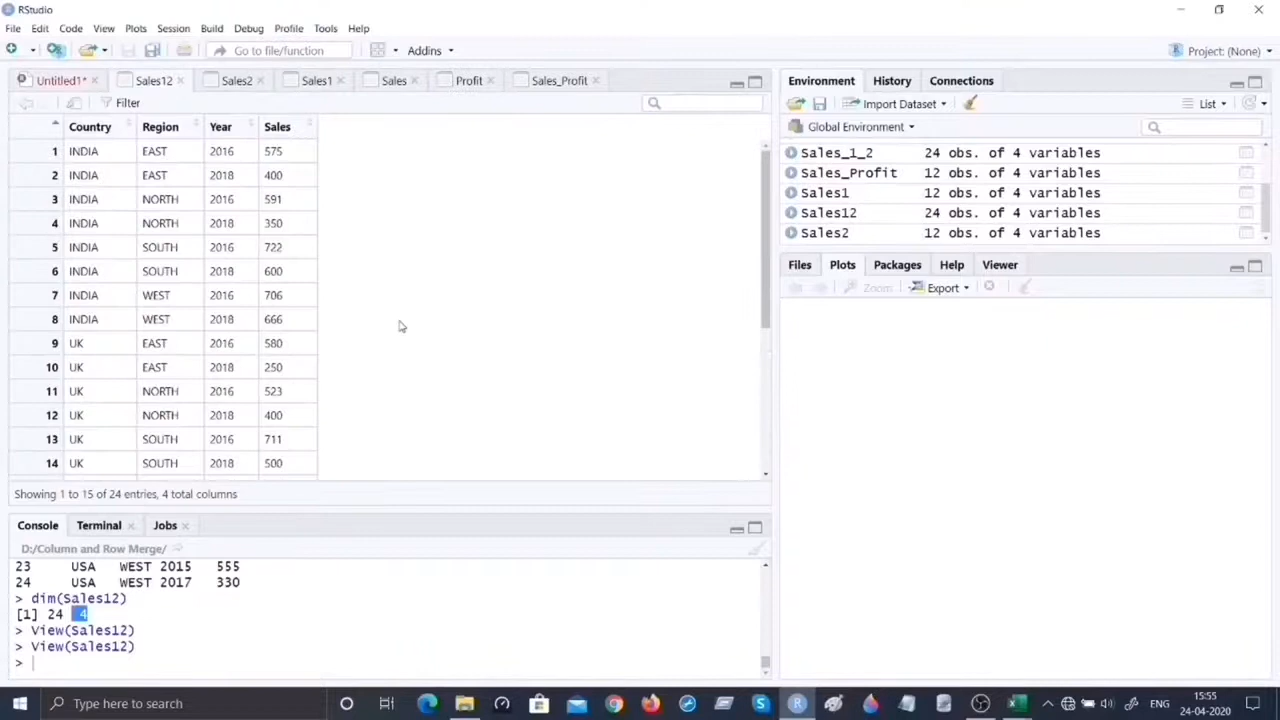 RStudio
File Edit Code View Plots Session Build Debug Profile Tools Help
Go to file/function Addins Project: (None)
Untitled1* Sales12 Sales2 Sales1 Sales Profit Sales_Profit
Filter
Country Region Year Sales
1 INDIA EAST 2016 575
2 INDIA EAST 2018 400
3 INDIA NORTH 2016 591
4 INDIA NORTH 2018 350
5 INDIA SOUTH 2016 722
6 INDIA SOUTH 2018 600
7 INDIA WEST 2016 706
8 INDIA WEST 2018 666
9 UK EAST 2016 580
10 UK EAST 2018 250
11 UK NORTH 2016 523
12 UK NORTH 2018 400
13 UK SOUTH 2016 711
14 UK SOUTH 2018 500
Showing 1 to 15 of 24 entries, 4 total columns
Console Terminal Jobs
D:/Column and Row Merge/
23 USA WEST 2015 555
24 USA WEST 2017 330
> dim(Sales12)
[1] 24 4
> View(Sales12)
> View(Sales12)
>
Environment History Connections
Import Dataset List
Global Environment
Sales_1_2 24 obs. of 4 variables
Sales_Profit 12 obs. of 4 variables
Sales1 12 obs. of 4 variables
Sales12 24 obs. of 4 variables
Sales2 12 obs. of 4 variables
Files Plots Packages Help Viewer
Zoom Export
Type here to search
ENG
15:55
24-04-2020